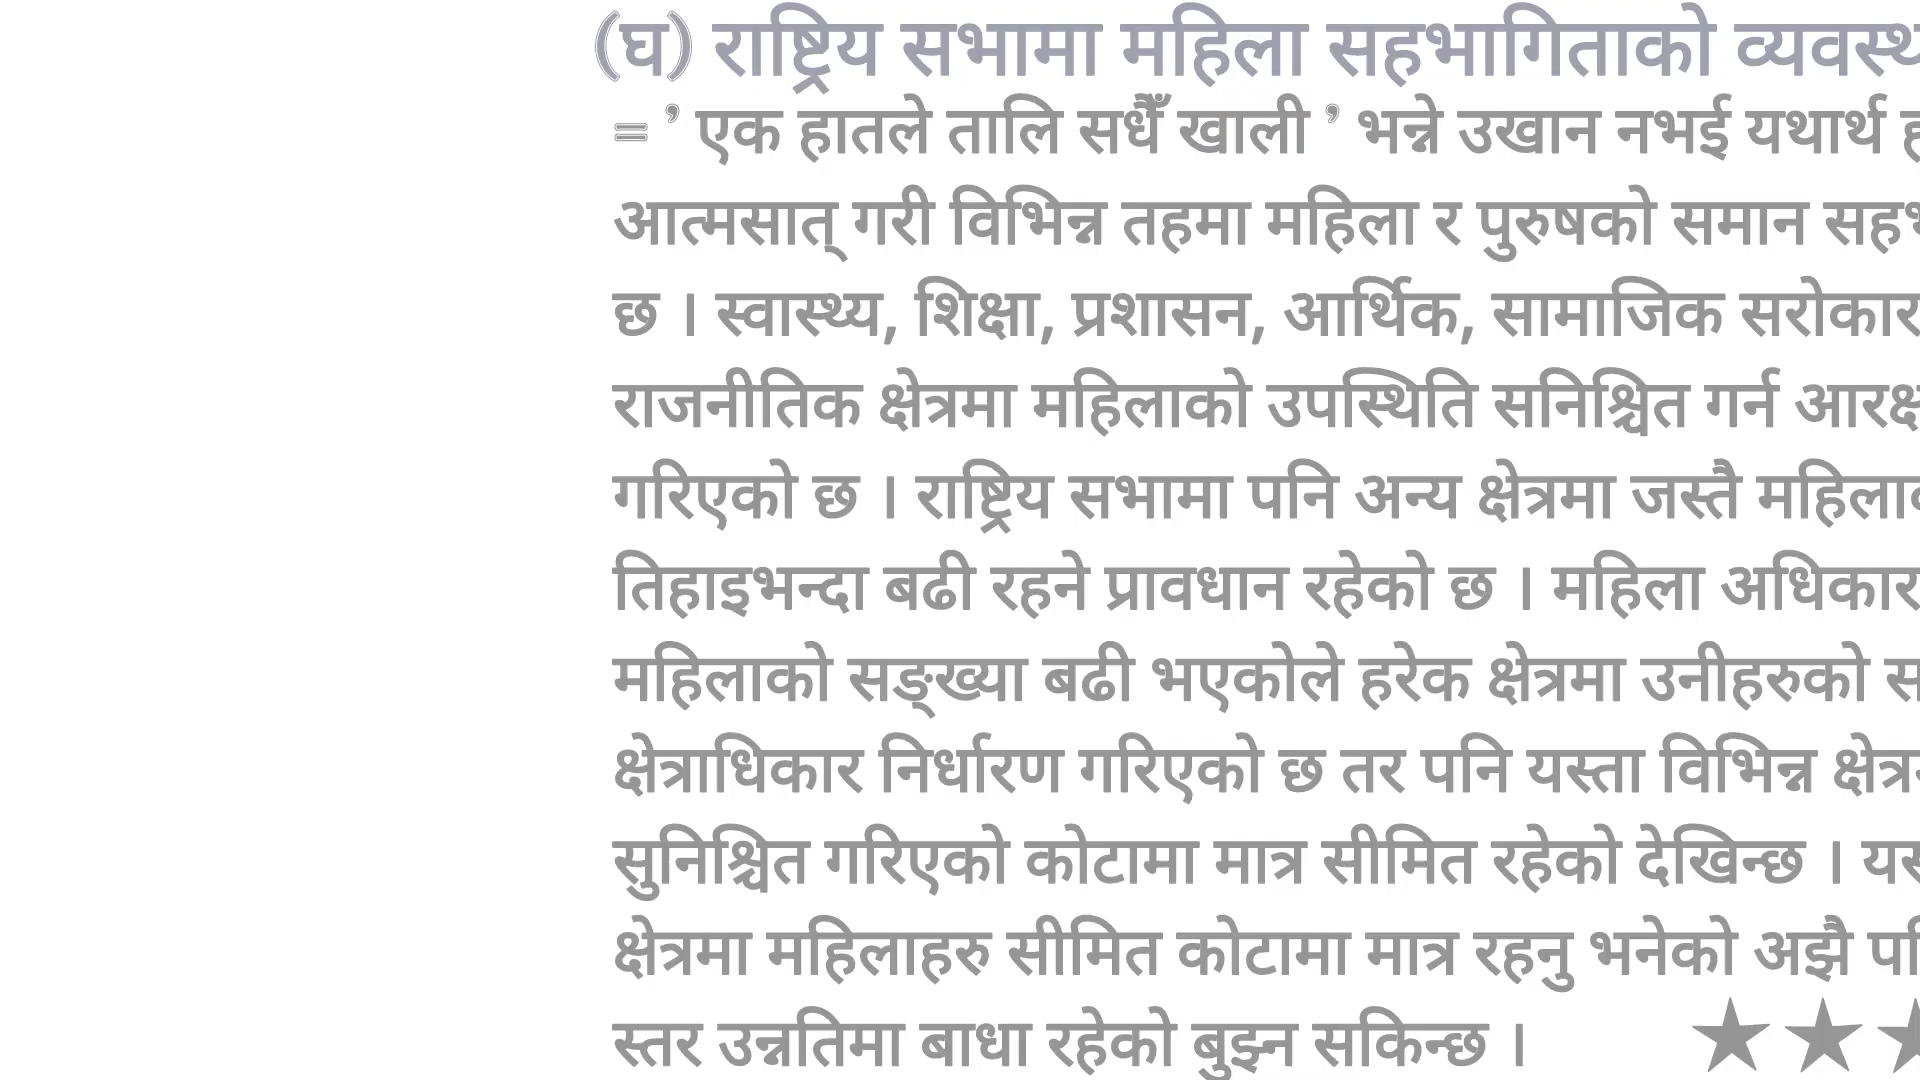 (घ) राष्ट्रिय सभामा महिला सहभागिताको
= ’ एक हातले तालि सधैँ खाली ’ भन्ने उखान नभई यथार्थ
आत्मसात् गरी विभिन्न तहमा महिला र पुरुषको समान
छ । स्वास्थ्य, शिक्षा, प्रशासन, आर्थिक, सामाजिक सरोकार
राजनीतिक क्षेत्रमा महिलाको उपस्थिति सनिश्चित गर्न
गरिएको छ । राष्ट्रिय सभामा पनि अन्य क्षेत्रमा जस्तै
तिहाइभन्दा बढी रहने प्रावधान रहेको छ । महिला अधिकार
महिलाको सङ्ख्या बढी भएकोले हरेक क्षेत्रमा उनीहरुको
क्षेत्राधिकार निर्धारण गरिएको छ तर पनि यस्ता विभिन्न
सुनिश्चित गरिएको कोटामा मात्र सीमित रहेको देखिन्छ ।
क्षेत्रमा महिलाहरु सीमित कोटामा मात्र रहनु भनेको अझै
स्तर उन्नतिमा बाधा रहेको बुझ्न सकिन्छ । ★★